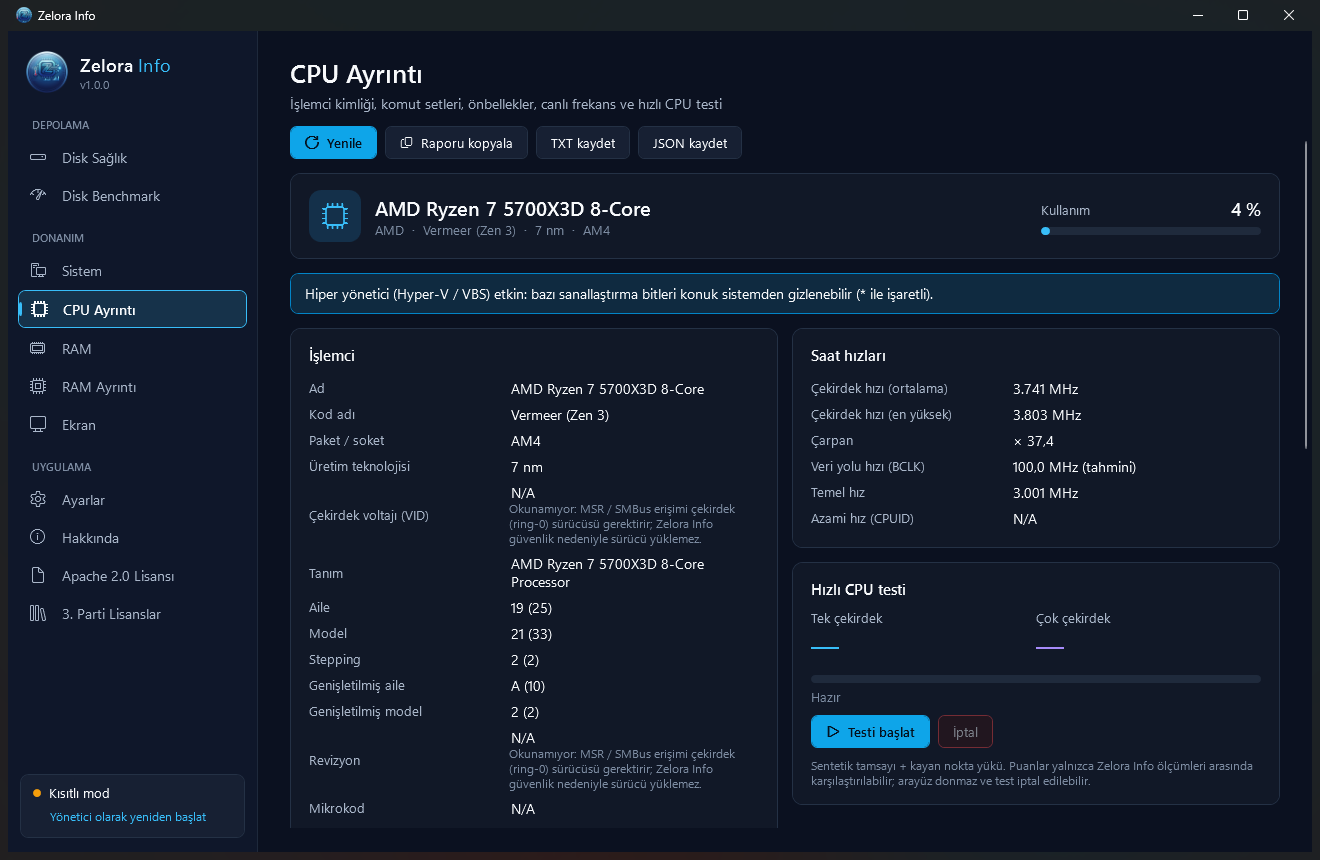 Zelora Info
Zelora Info
v1.0.0
DEPOLAMA
Disk Sağlık
Disk Benchmark
DONANIM
Sistem
CPU Ayrıntı
RAM
RAM Ayrıntı
Ekran
UYGULAMA
Ayarlar
Hakkında
Apache 2.0 Lisansı
3. Parti Lisanslar
Kısıtlı mod
Yönetici olarak yeniden başlat
CPU Ayrıntı
İşlemci kimliği, komut setleri, önbellekler, canlı frekans ve hızlı CPU testi
Yenile
Raporu kopyala
TXT kaydet
JSON kaydet
AMD Ryzen 7 5700X3D 8-Core
AMD · Vermeer (Zen 3) · 7 nm · AM4
Kullanım 4 %
Hiper yönetici (Hyper-V / VBS) etkin: bazı sanallaştırma bitleri konuk sistemden gizlenebilir (* ile işaretli).
İşlemci
Ad AMD Ryzen 7 5700X3D 8-Core
Kod adı Vermeer (Zen 3)
Paket / soket AM4
Üretim teknolojisi 7 nm
Çekirdek voltajı (VID) N/A
Okunamıyor: MSR / SMBus erişimi çekirdek
(ring-0) sürücüsü gerektirir; Zelora Info
güvenlik nedeniyle sürücü yüklemez.
Tanım AMD Ryzen 7 5700X3D 8-Core
Processor
Aile 19 (25)
Model 21 (33)
Stepping 2 (2)
Genişletilmiş aile A (10)
Genişletilmiş model 2 (2)
Revizyon N/A
Okunamıyor: MSR / SMBus erişimi çekirdek
(ring-0) sürücüsü gerektirir; Zelora Info
güvenlik nedeniyle sürücü yüklemez.
Mikrokod N/A
Saat hızları
Çekirdek hızı (ortalama) 3.741 MHz
Çekirdek hızı (en yüksek) 3.803 MHz
Çarpan × 37,4
Veri yolu hızı (BCLK) 100,0 MHz (tahmini)
Temel hız 3.001 MHz
Azami hız (CPUID) N/A
Hızlı CPU testi
Tek çekirdek Çok çekirdek
Hazır
Testi başlat
İptal
Sentetik tamsayı + kayan nokta yükü. Puanlar yalnızca Zelora Info ölçümleri arasında
karşılaştırılabilir; arayüz donmaz ve test iptal edilebilir.